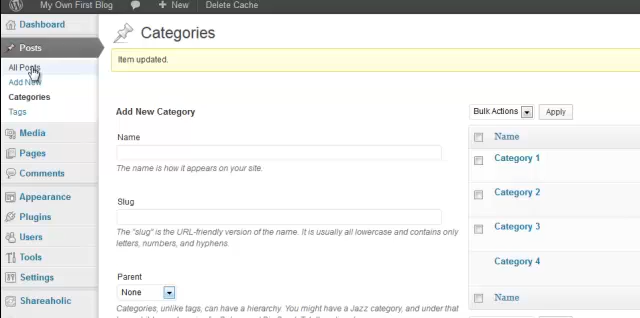 My Own First Blog + New Delete Cache
Dashboard
Posts
All Posts
Add New
Categories
Tags
Media
Pages
Comments
Appearance
Plugins
Users
Tools
Settings
Shareaholic
Categories
Item updated.
Add New Category
Name
The name is how it appears on your site.
Slug
The "slug" is the URL-friendly version of the name. It is usually all lowercase and contains only
letters, numbers, and hyphens.
Parent
None
Categories, unlike tags, can have a hierarchy. You might have a Jazz category, and under that
Bulk Actions Apply
Name
Category 1
Category 2
Category 3
Category 4
Name